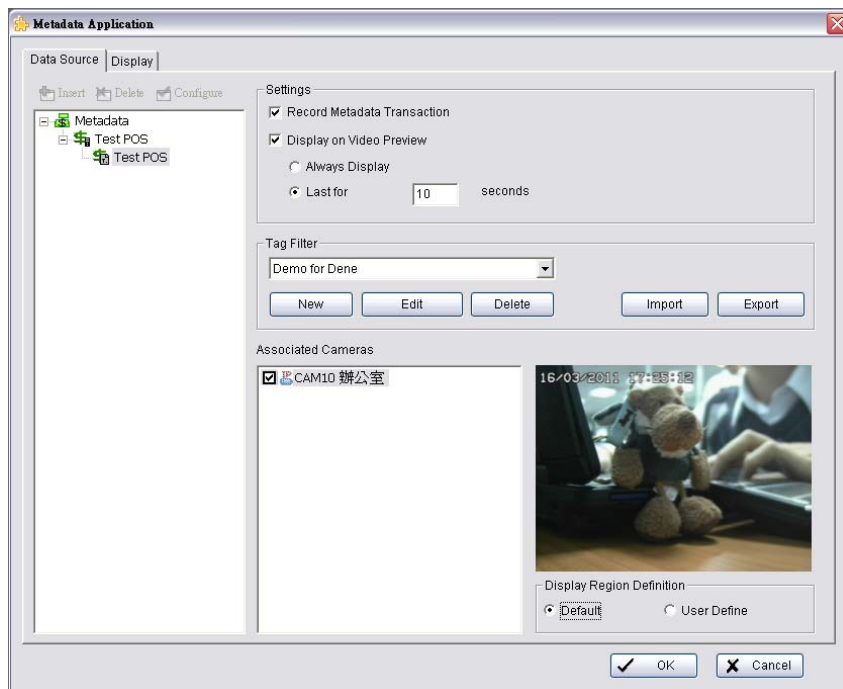 Metadata Application
Data Source
Display
Insert
Delete
Configure
Metadata
Test POS
Test POS
Settings
Record Metadata Transaction
Display on Video Preview
Always Display
Last for 10 seconds
Tag Filter
Demo for Dene
New
Edit
Delete
Import
Export
Associated Cameras
IP CAM10 辦公室
16/03/2011 17:25:12
Display Region Definition
Default
User Define
OK
Cancel